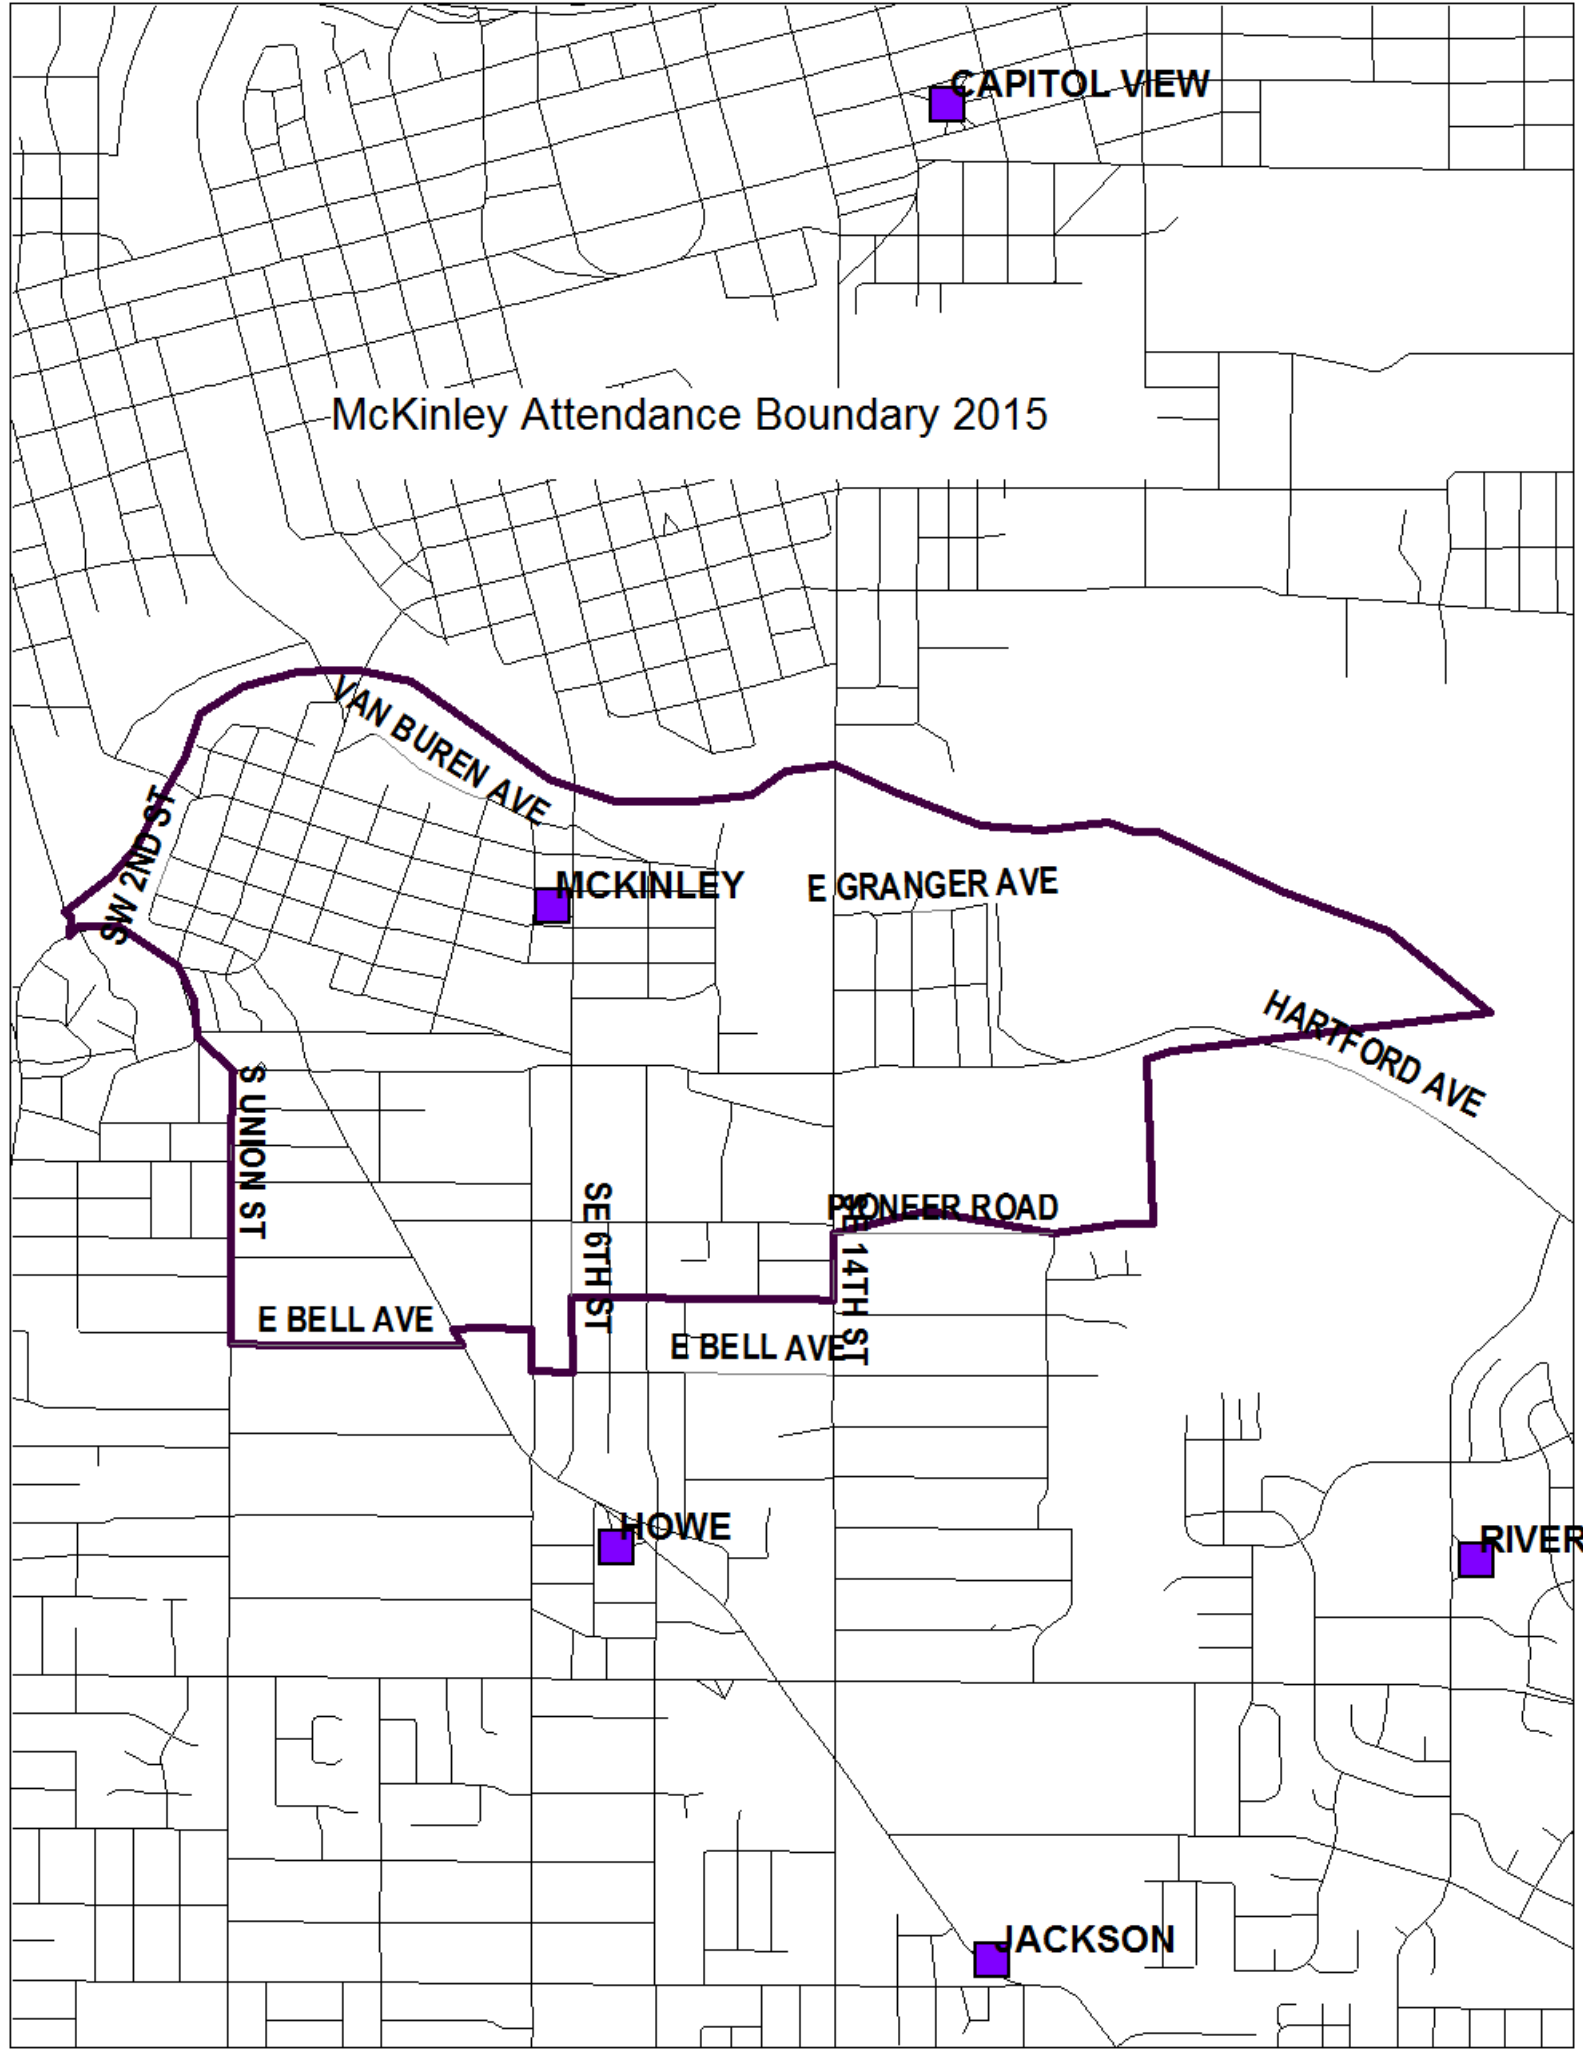 CAPITOL VIEW
McKinley Attendance Boundary 2015
VAN BUREN AVE
SW 2ND ST
MCKINLEY
E GRANGER AVE
HARTFORD AVE
S UNION ST
SE 6TH ST
PIONEER ROAD
SE 14TH ST
E BELL AVE
E BELL AVE
HOWE
RIVER
JACKSON